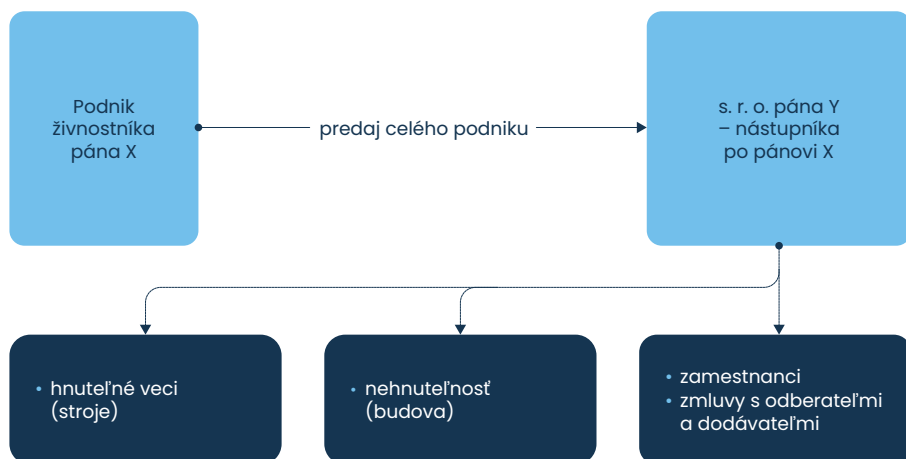 Podnik
živnostníka
pána X
predaj celého podniku
s. r. o. pána Y
– nástupníka
po pánovi X
• hnuteľné veci
(stroje)
• nehnuteľnosť
(budova)
• zamestnanci
• zmluvy s odberateľmi
a dodávateľmi